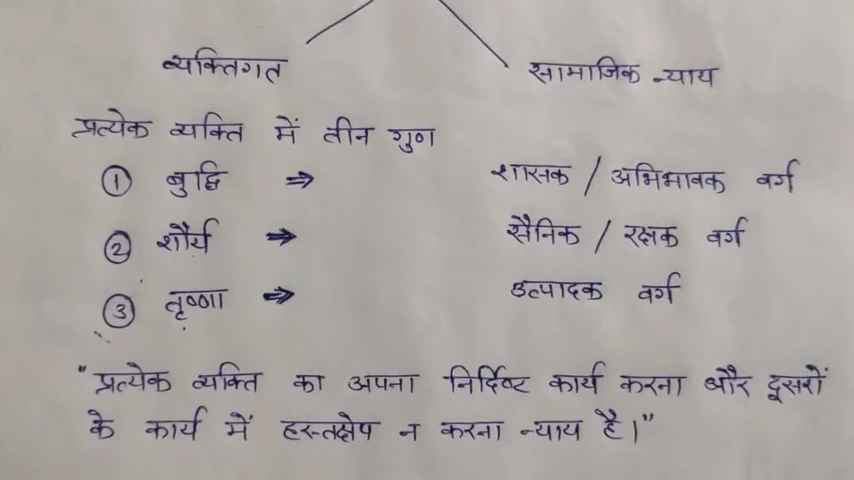 व्यक्तिगत सामाजिक न्याय
प्रत्येक व्यक्ति में तीन गुण
① बुद्धि ⇒ शासक / अभिभावक वर्ग
② शौर्य ⇒ सैनिक / रक्षक वर्ग
③ तृष्णा ⇒ उत्पादक वर्ग
"प्रत्येक व्यक्ति का अपना निर्दिष्ट कार्य करना और दूसरों
के कार्य में हस्तक्षेप न करना न्याय है।"